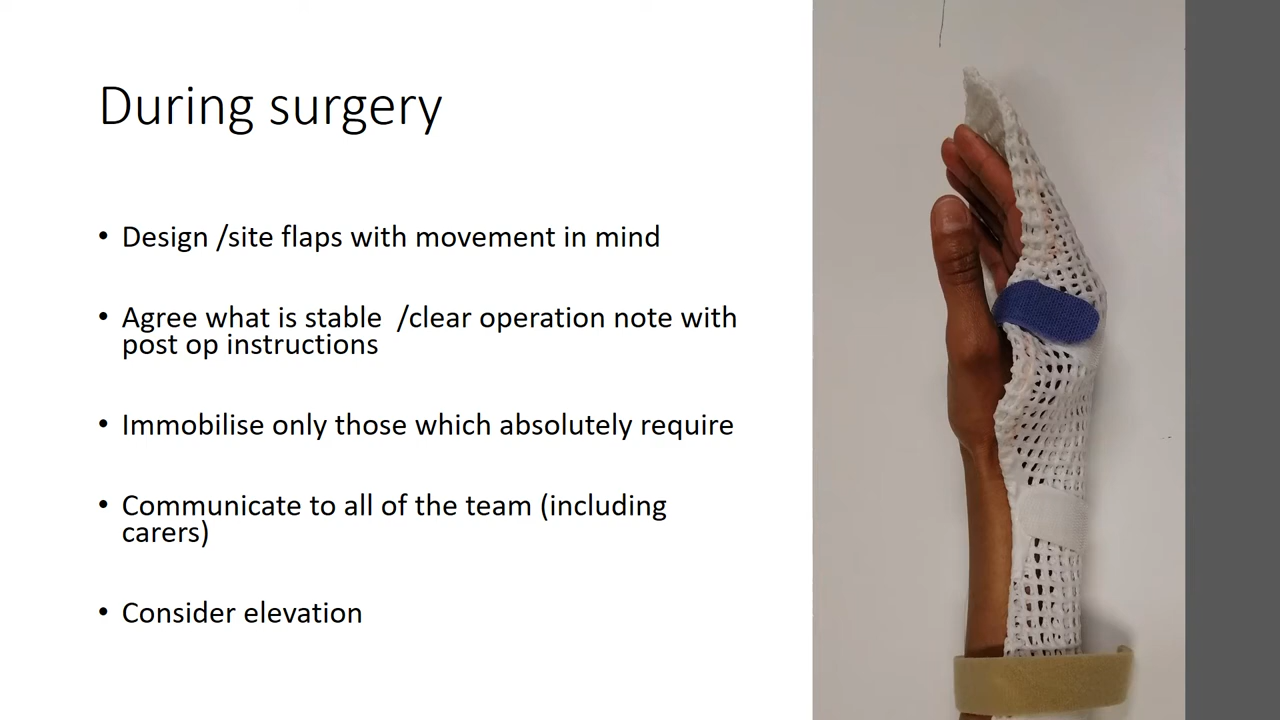 During surgery
• Design /site flaps with movement in mind
• Agree what is stable  /clear operation note with
post op instructions
• Immobilise only those which absolutely require
• Communicate to all of the team (including
carers)
• Consider elevation